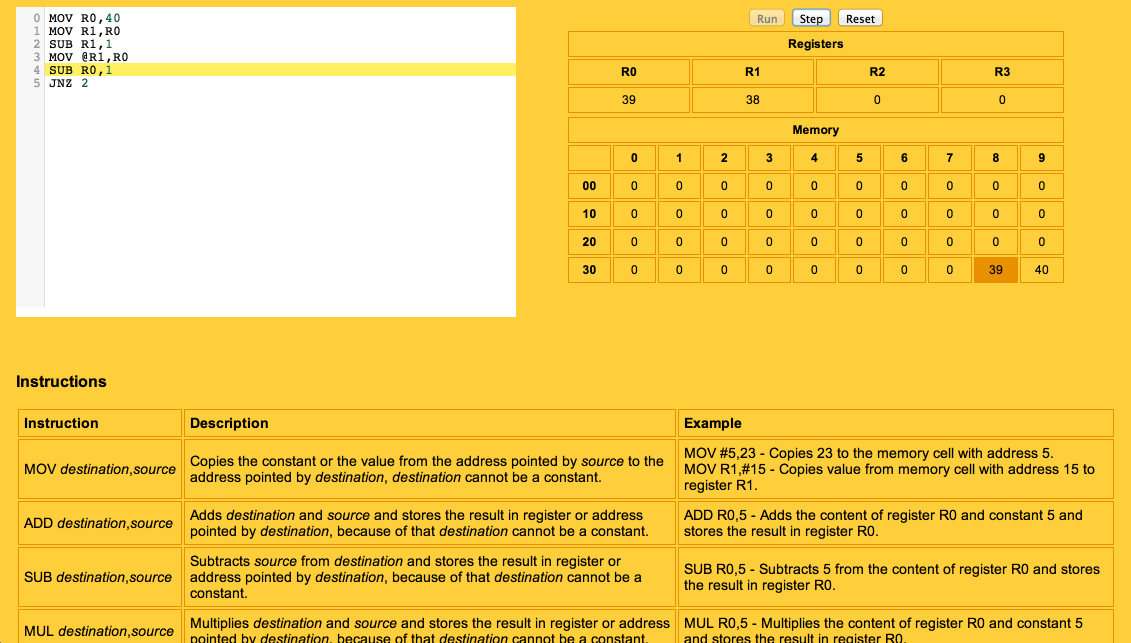 0 MOV R0,40
1 MOV R1,R0
2 SUB R1,1
3 MOV @R1,R0
4 SUB R0,1
5 JNZ 2
Run Step Reset
Registers
R0 R1 R2 R3
39 38 0 0
Memory
0 1 2 3 4 5 6 7 8 9
00 0 0 0 0 0 0 0 0 0 0
10 0 0 0 0 0 0 0 0 0 0
20 0 0 0 0 0 0 0 0 0 0
30 0 0 0 0 0 0 0 0 39 40
Instructions
Instruction Description Example
MOV destination,source
Copies the constant or the value from the address pointed by source to the
address pointed by destination, destination cannot be a constant.
MOV #5,23 - Copies 23 to the memory cell with address 5.
MOV R1,#15 - Copies value from memory cell with address 15 to
register R1.
ADD destination,source
Adds destination and source and stores the result in register or address
pointed by destination, because of that destination cannot be a constant.
ADD R0,5 - Adds the content of register R0 and constant 5 and
stores the result in register R0.
SUB destination,source
Subtracts source from destination and stores the result in register or
address pointed by destination, because of that destination cannot be a
constant.
SUB R0,5 - Subtracts 5 from the content of register R0 and stores
the result in register R0.
MUL destination,source
Multiplies destination and source and stores the result in register or address
pointed by destination, because of that destination cannot be a constant.
MUL R0,5 - Multiplies the content of register R0 and constant 5
and stores the result in register R0.